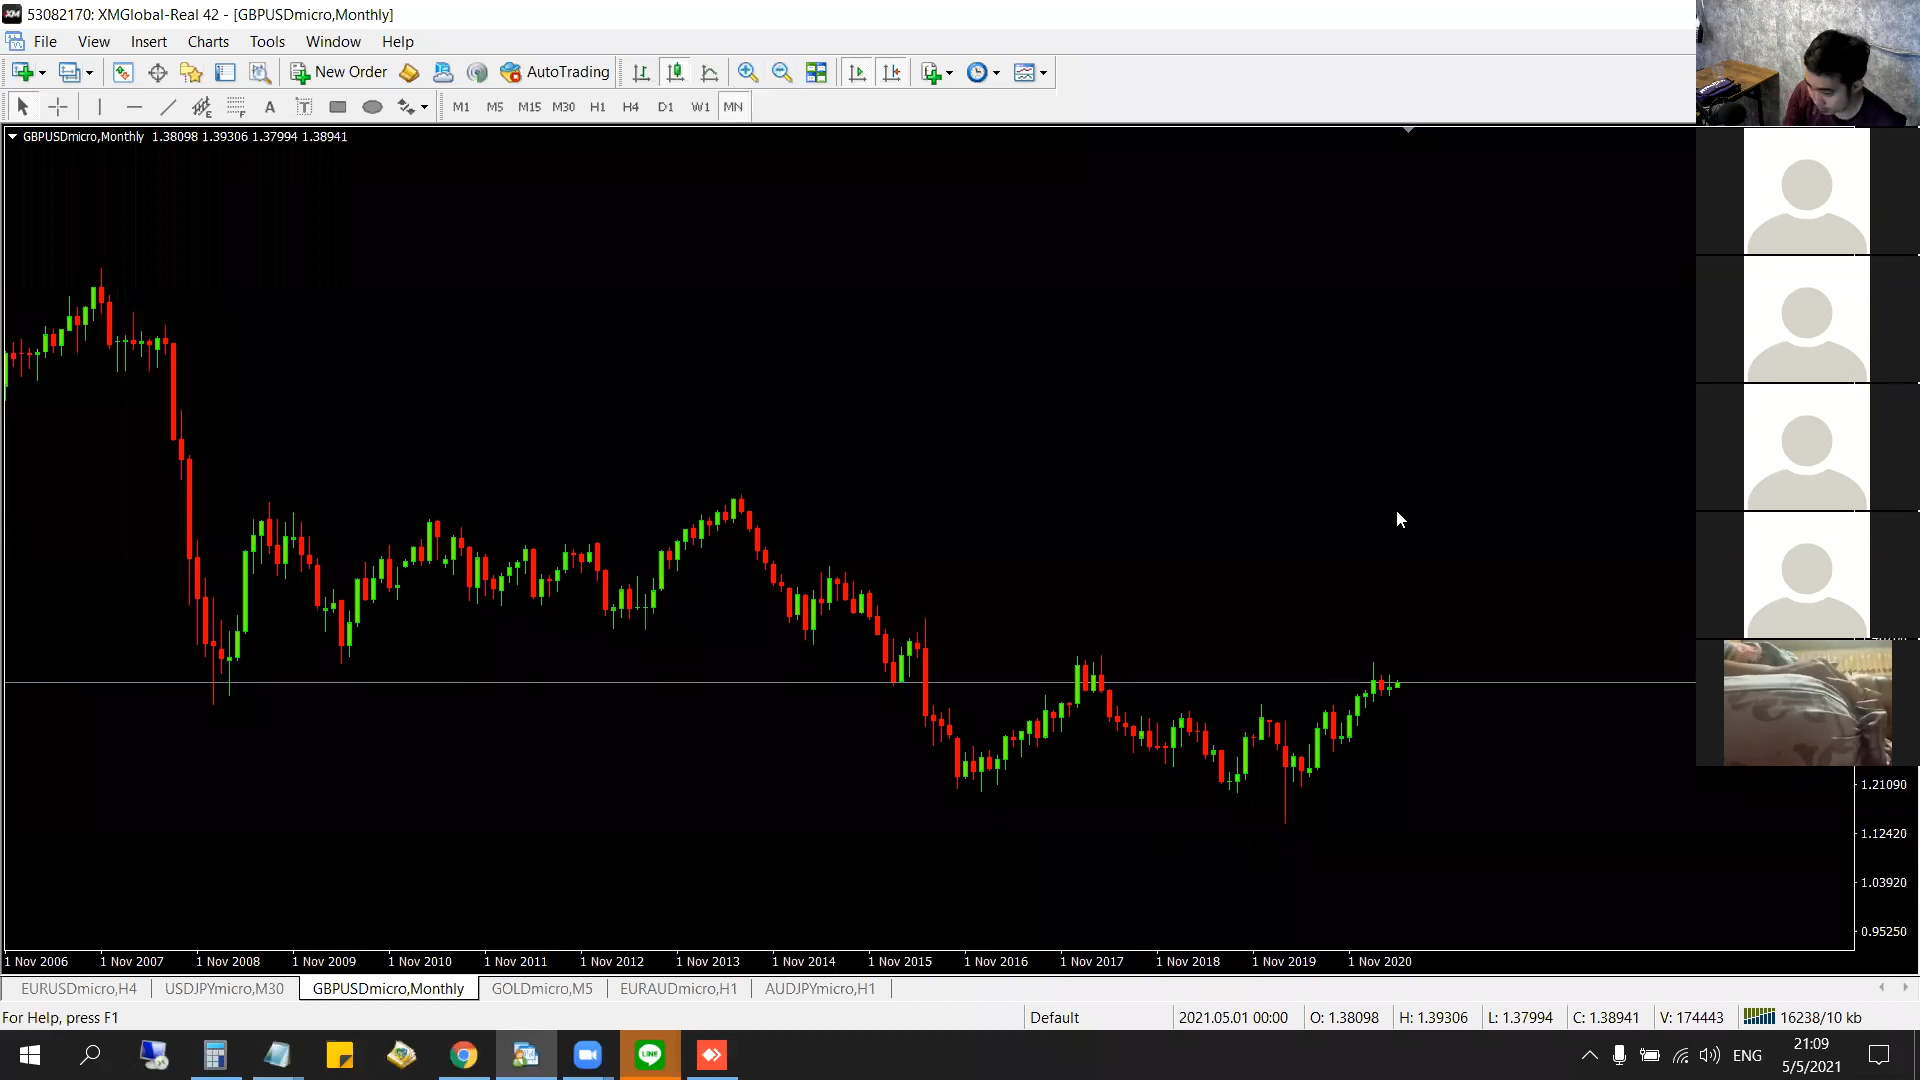 53082170: XMGlobal-Real 42 - [GBPUSDmicro,Monthly]
File View Insert Charts Tools Window Help
New Order AutoTrading
M1 M5 M15 M30 H1 H4 D1 W1 MN
GBPUSDmicro,Monthly 1.38098 1.39306 1.37994 1.38941
1.21090
1.12420
1.03920
0.95250
1 Nov 2006 1 Nov 2007 1 Nov 2008 1 Nov 2009 1 Nov 2010 1 Nov 2011 1 Nov 2012 1 Nov 2013 1 Nov 2014 1 Nov 2015 1 Nov 2016 1 Nov 2017 1 Nov 2018 1 Nov 2019 1 Nov 2020
EURUSDmicro,H4 USDJPYmicro,M30 GBPUSDmicro,Monthly GOLDmicro,M5 EURAUDmicro,H1 AUDJPYmicro,H1
For Help, press F1 Default 2021.05.01 00:00 O: 1.38098 H: 1.39306 L: 1.37994 C: 1.38941 V: 174443 16238/10 kb
LINE ENG 21:09
5/5/2021